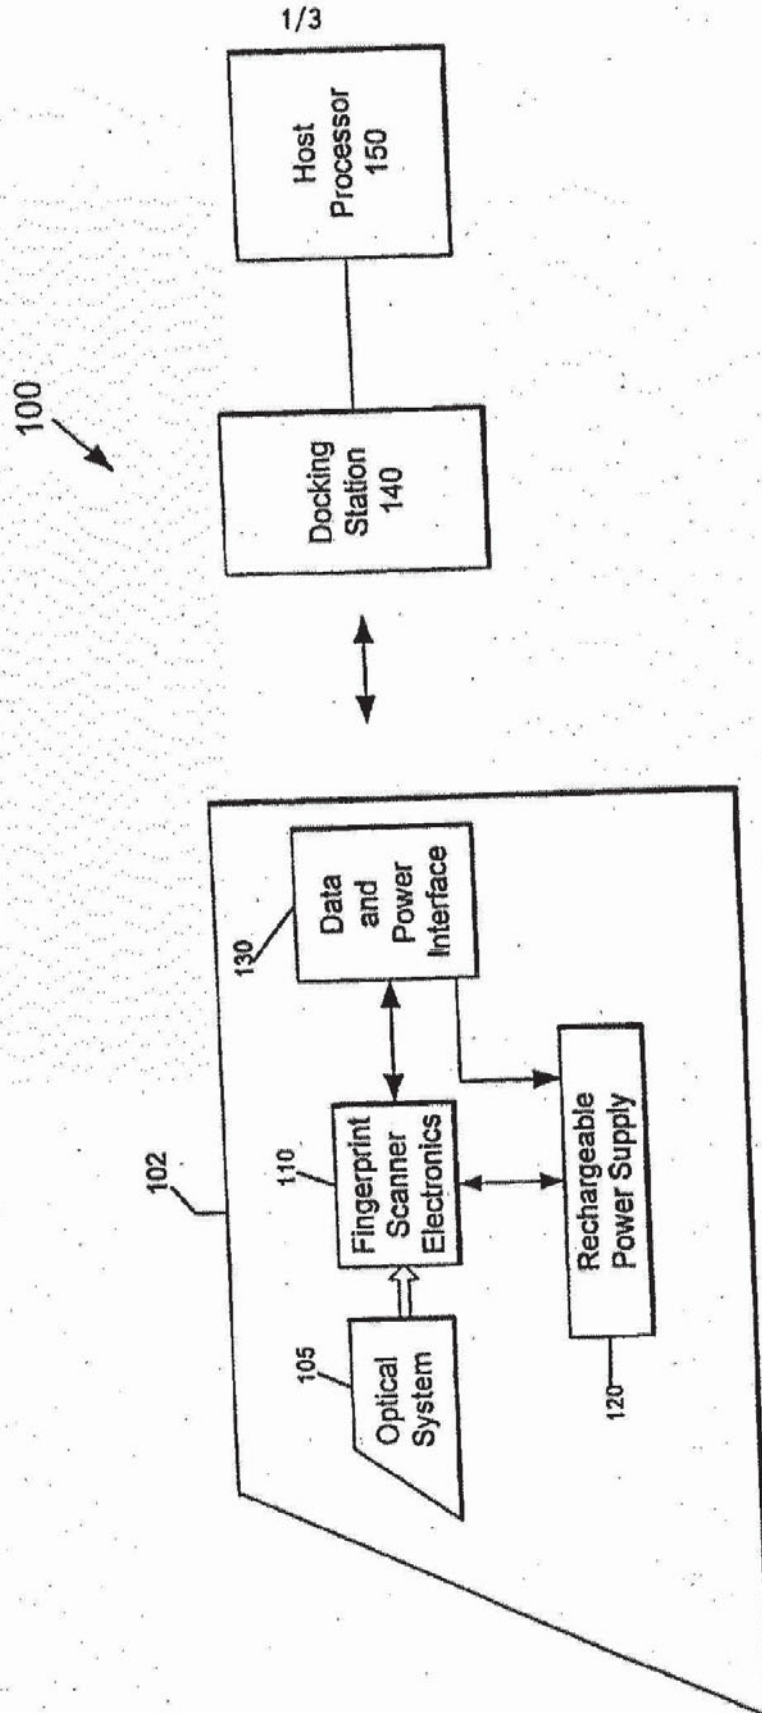 1/3
100
102
105
Optical
System
110
Fingerprint
Scanner
Electronics
130
Data
and
Power
Interface
120
Rechargeable
Power Supply
Docking
Station
140
Host
Processor
150